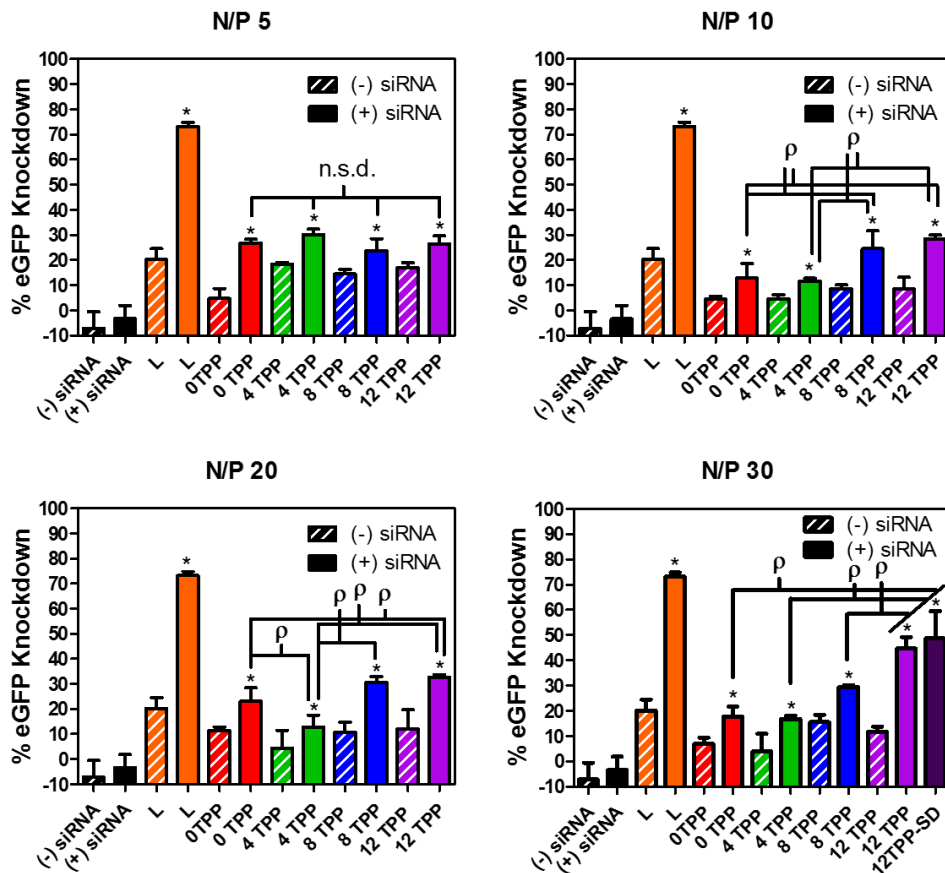 N/P 5
% eGFP Knockdown
100
90
80
70
60
50
40
30
20
10
0
-10
(-) siRNA
(+) siRNA
*
n.s.d.
*
*
*
*
(-) siRNA
(+) siRNA
L
L
0TPP
0 TPP
4 TPP
4 TPP
8 TPP
8 TPP
12 TPP
12 TPP
N/P 10
% eGFP Knockdown
100
90
80
70
60
50
40
30
20
10
0
-10
(-) siRNA
(+) siRNA
*
ρ
ρ
*
*
*
*
(-) siRNA
(+) siRNA
L
L
0TPP
0 TPP
4 TPP
4 TPP
8 TPP
8 TPP
12 TPP
12 TPP
N/P 20
% eGFP Knockdown
100
90
80
70
60
50
40
30
20
10
0
-10
(-) siRNA
(+) siRNA
*
ρ
ρ
ρ
ρ
ρ
*
*
*
*
(-) siRNA
(+) siRNA
L
L
0TPP
0 TPP
4 TPP
4 TPP
8 TPP
8 TPP
12 TPP
12 TPP
N/P 30
% eGFP Knockdown
100
90
80
70
60
50
40
30
20
10
0
-10
(-) siRNA
(+) siRNA
*
ρ
ρ
ρ
*
*
*
*
*
(-) siRNA
(+) siRNA
L
L
0TPP
0 TPP
4 TPP
4 TPP
8 TPP
8 TPP
12 TPP
12 TPP
12TPP-SD